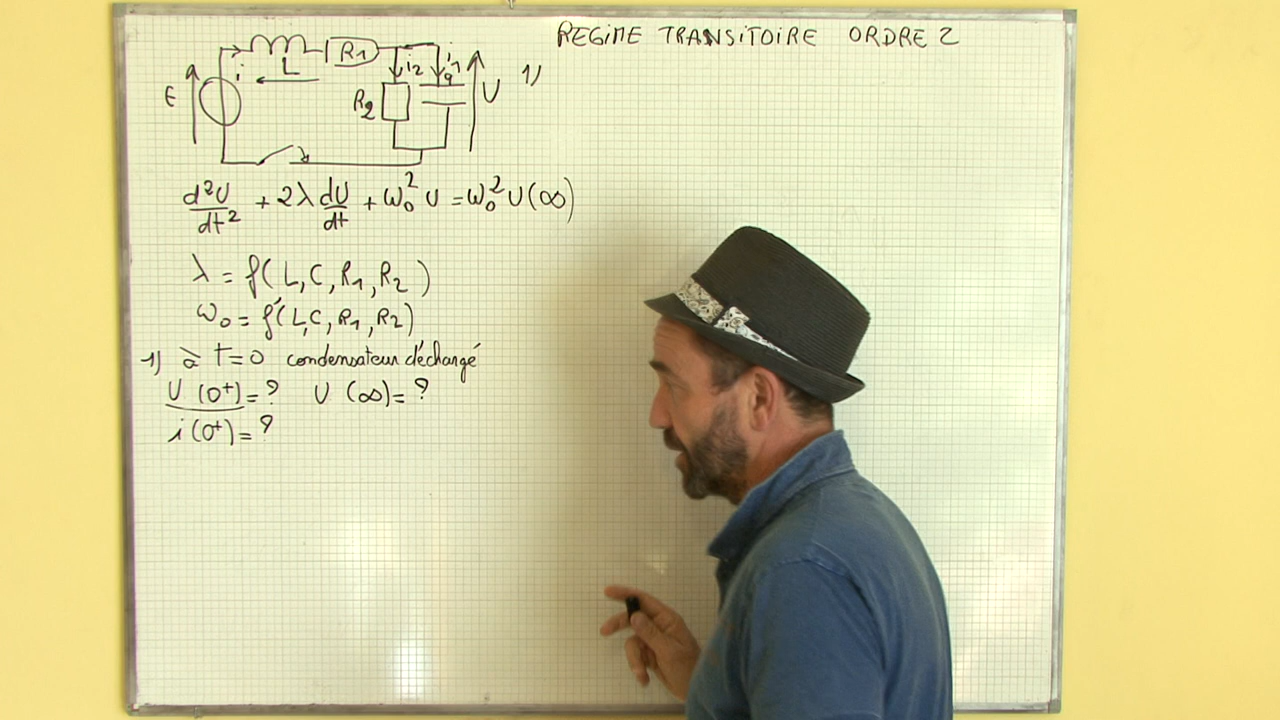 REGIME TRANSITOIRE ORDRE 2
E
i
L
R1
i2
i1
q
R2
U
1)
d²U/dt² + 2λ dU/dt + ω₀² U = ω₀² U(∞)
λ = f(L, C, R1, R2)
ω₀ = f'(L, C, R1, R2)
1) à t=0 condensateur déchargé
U (0⁺) = ? U (∞) = ?
i (0⁺) = ?